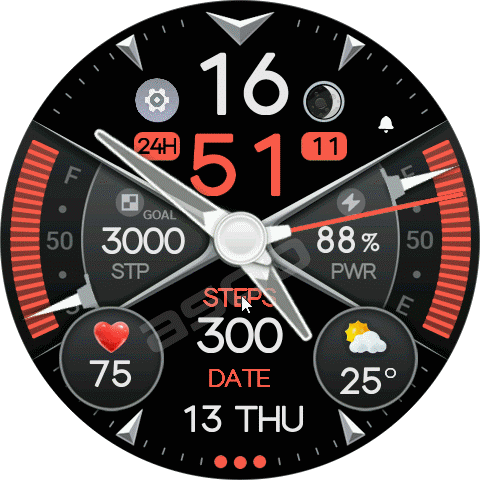 16
24H
51
11
F
F
GOAL
50
3000
88%
50
STP
PWR
E
STEPS
300
75
25°
DATE
13 THU